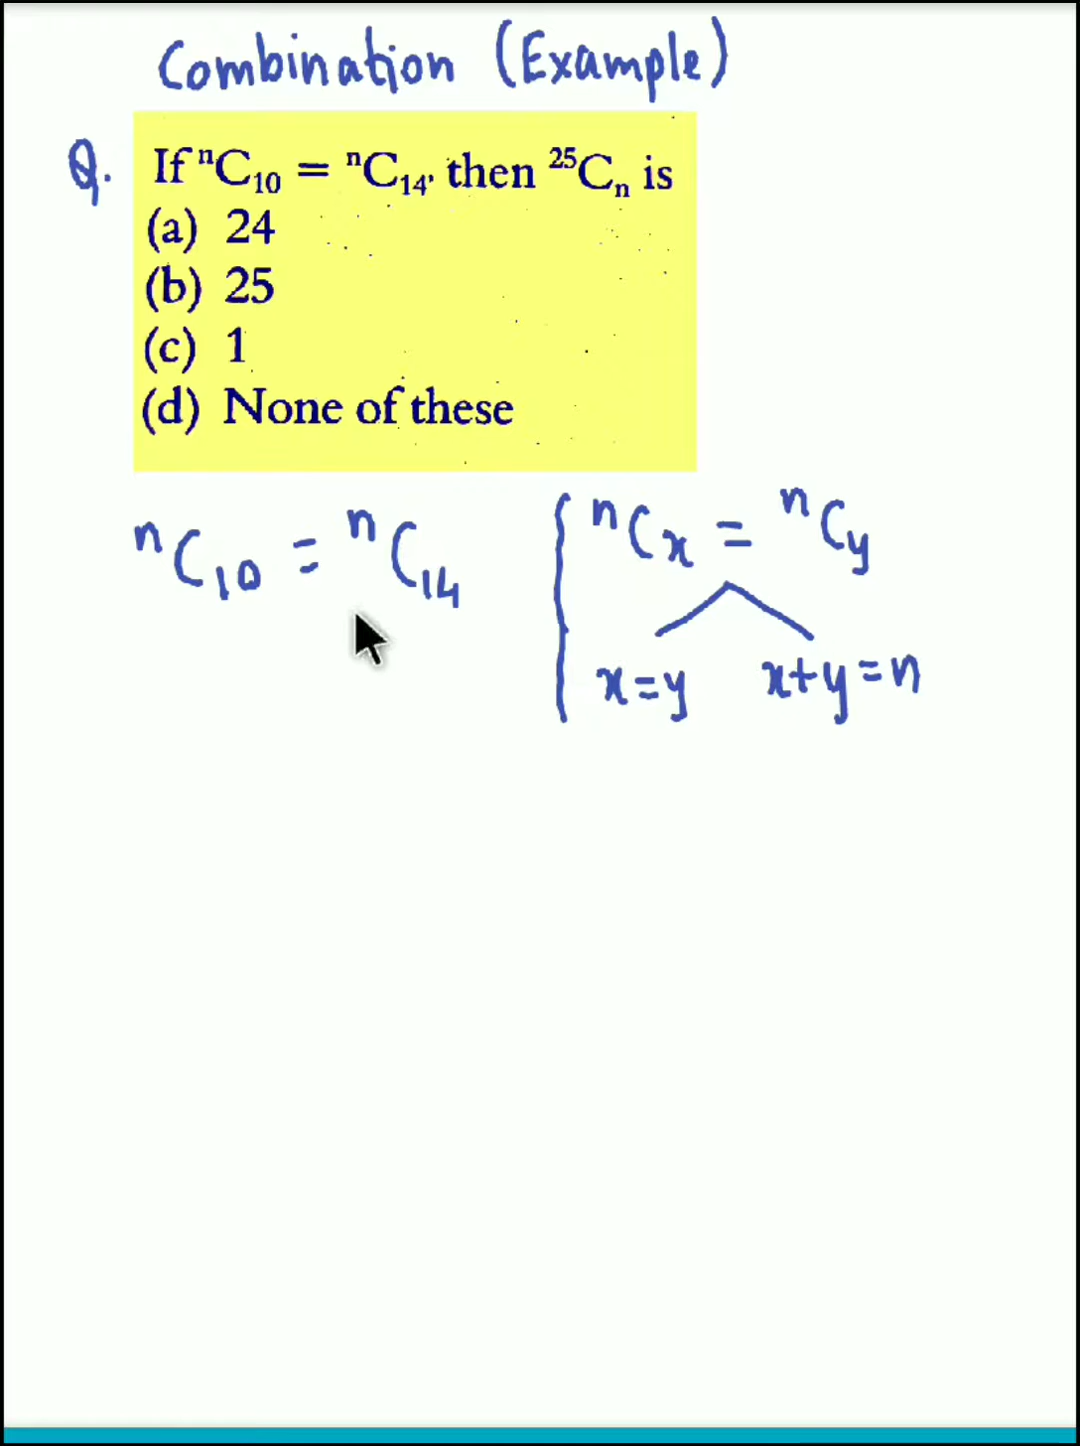 Combination (Example)
Q. If ⁿC₁₀ = ⁿC₁₄, then ²⁵Cₙ is
(a) 24
(b) 25
(c) 1
(d) None of these
ⁿC₁₀ = ⁿC₁₄
ⁿCₓ = ⁿCᵧ
x=y x+y=n